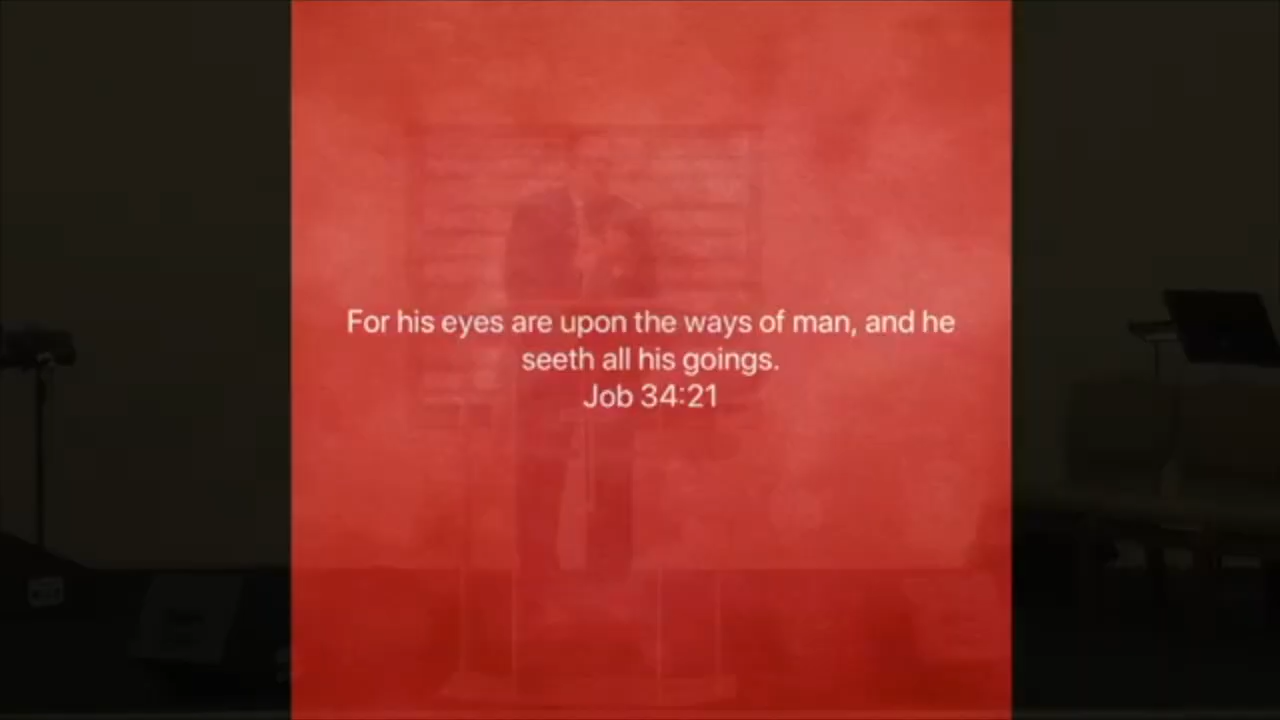 For his eyes are upon the ways of man, and he
seeth all his goings.
Job 34:21